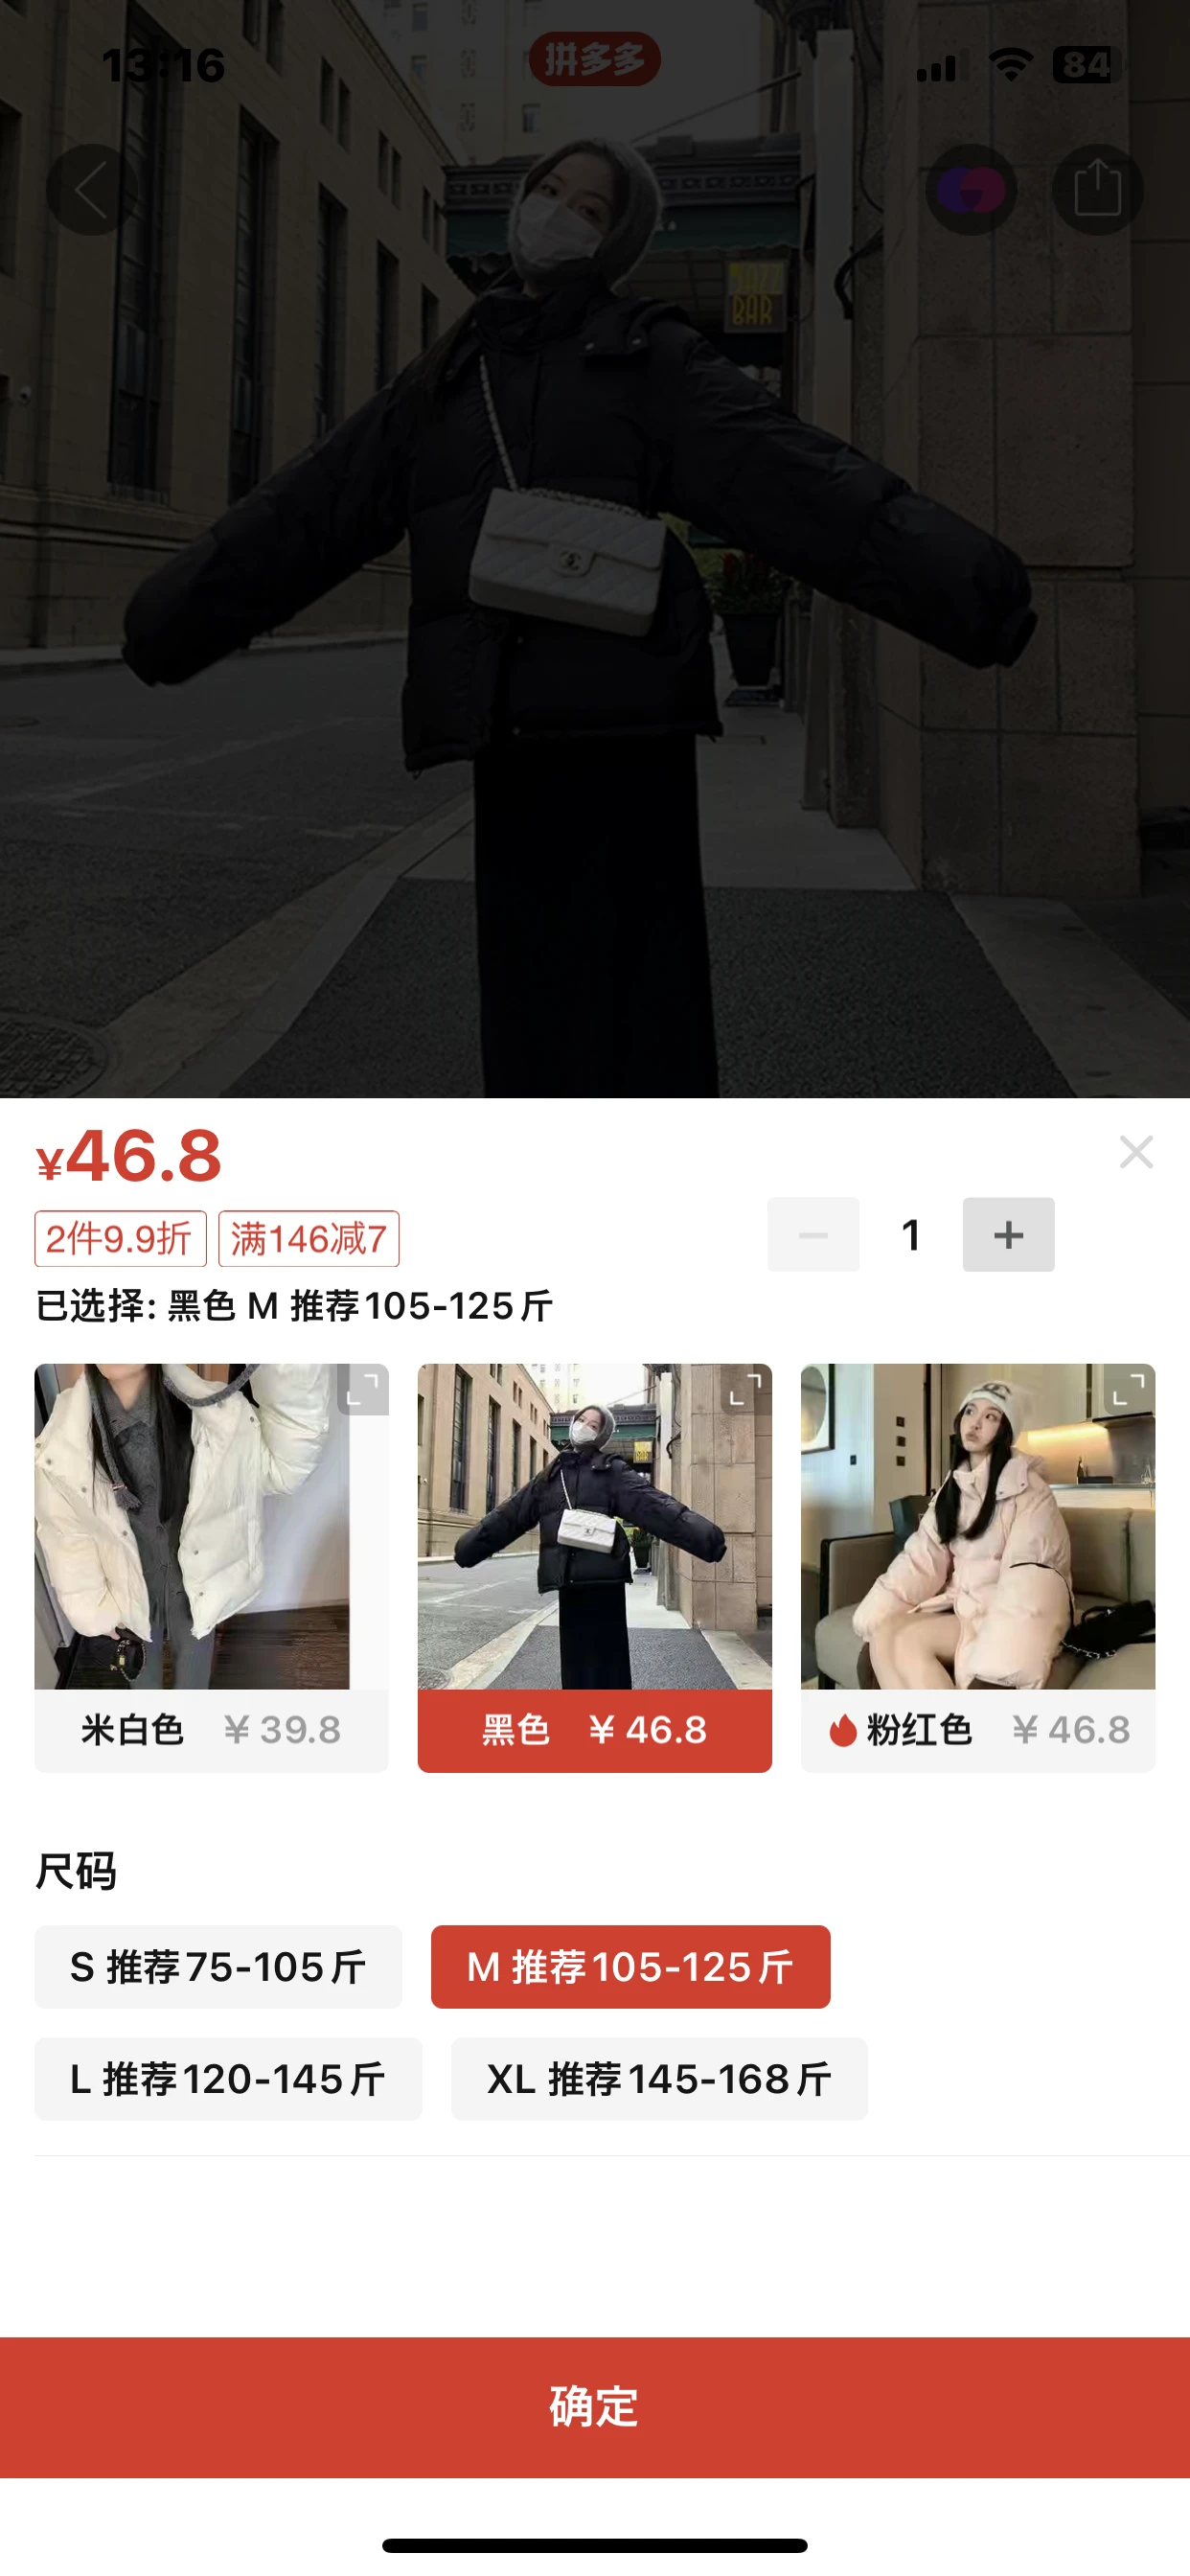 13:16
拼多多
84
JAZZ
BAR
¥46.8
2件9.9折 满146减7
1
已选择: 黑色 M 推荐105-125斤
米白色 ¥39.8
黑色 ¥46.8
粉红色 ¥46.8
尺码
S 推荐75-105斤
M 推荐105-125斤
L 推荐120-145斤
XL 推荐145-168斤
确定